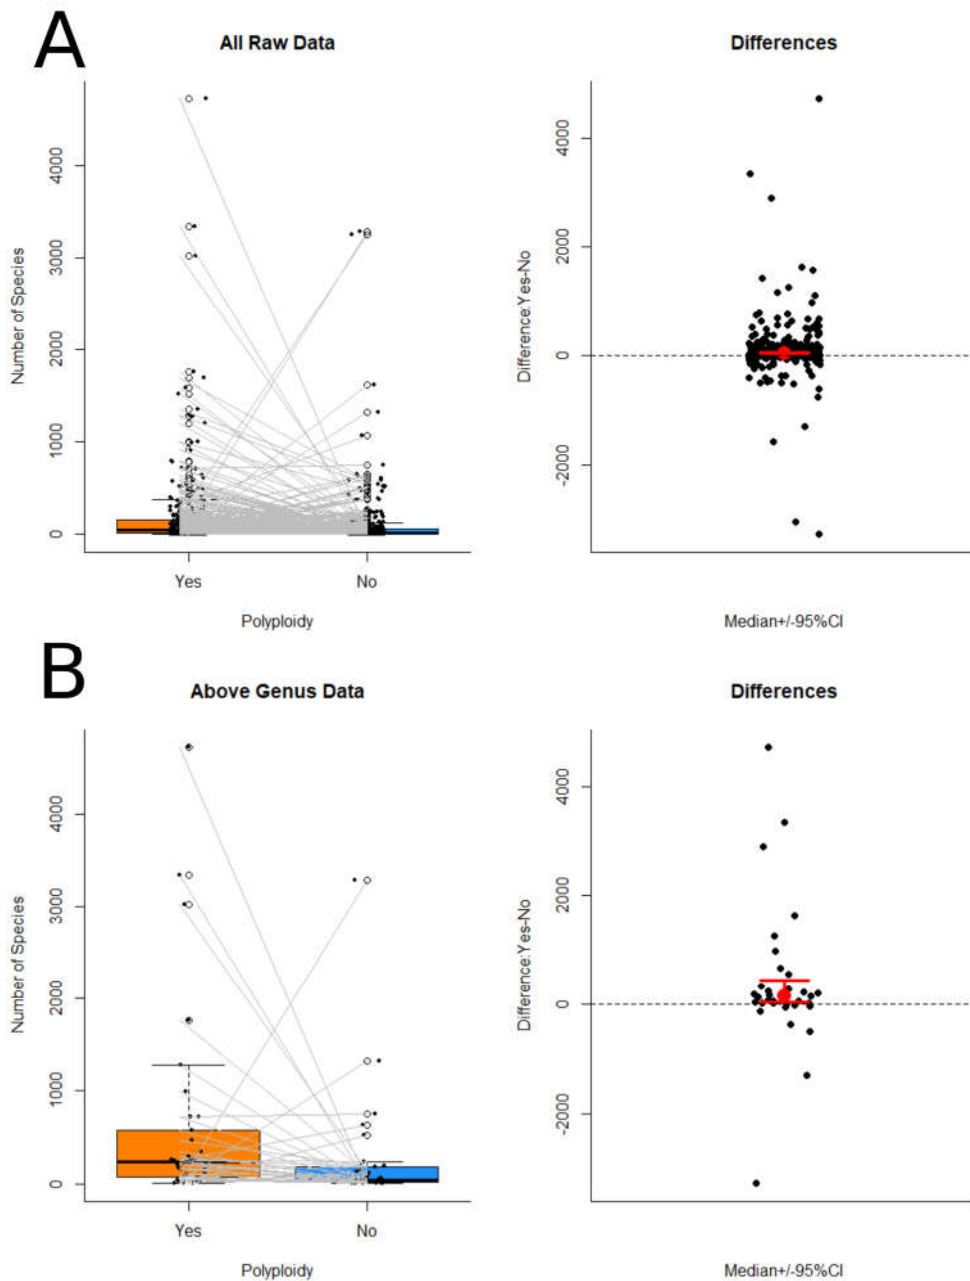 A
All Raw Data
Differences
Number of Species
4000
3000
2000
1000
0
Yes
No
Polyploidy
Difference:Yes-No
4000
2000
0
-2000
Median+/-95%CI
B
Above Genus Data
Differences
Number of Species
4000
3000
2000
1000
0
Yes
No
Polyploidy
Difference:Yes-No
4000
2000
0
-2000
Median+/-95%CI